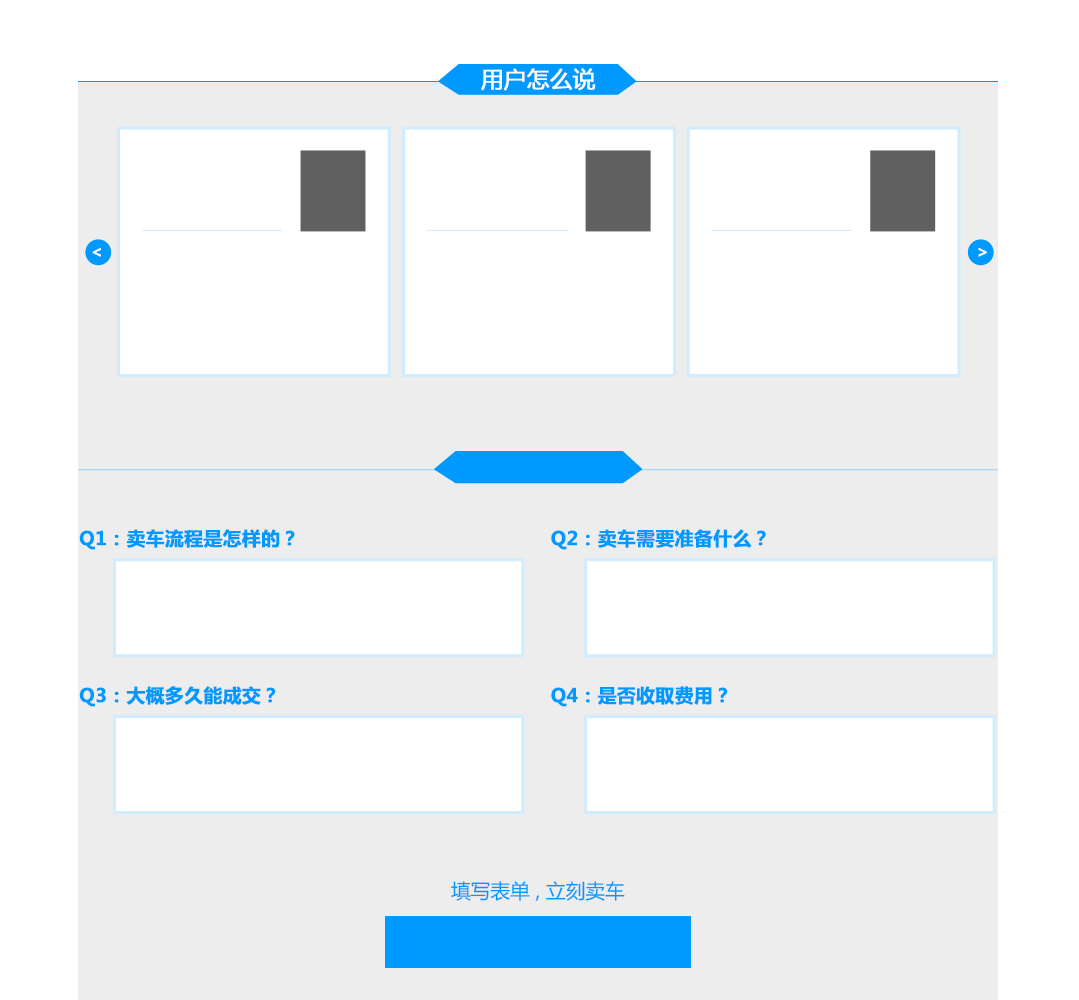 用户怎么说
<
>
Q1：卖车流程是怎样的？
Q2：卖车需要准备什么？
Q3：大概多久能成交？
Q4：是否收取费用？
填写表单，立刻卖车